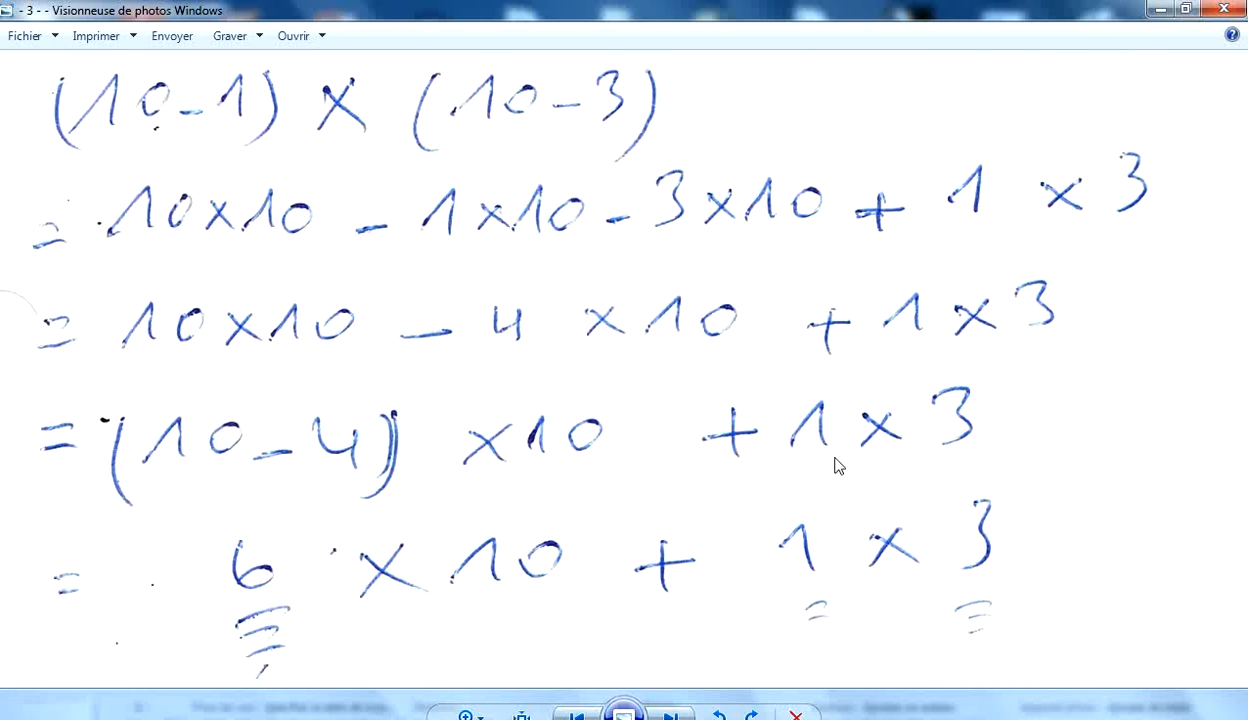 - 3 - - Visionneuse de photos Windows
Fichier Imprimer Envoyer Graver Ouvrir
(10-1) × (10-3)
= 10×10 - 1×10 - 3×10 + 1 × 3
= 10×10 - 4 × 10 + 1×3
= (10-4) ×10 + 1×3
= 6 × 10 + 1 × 3